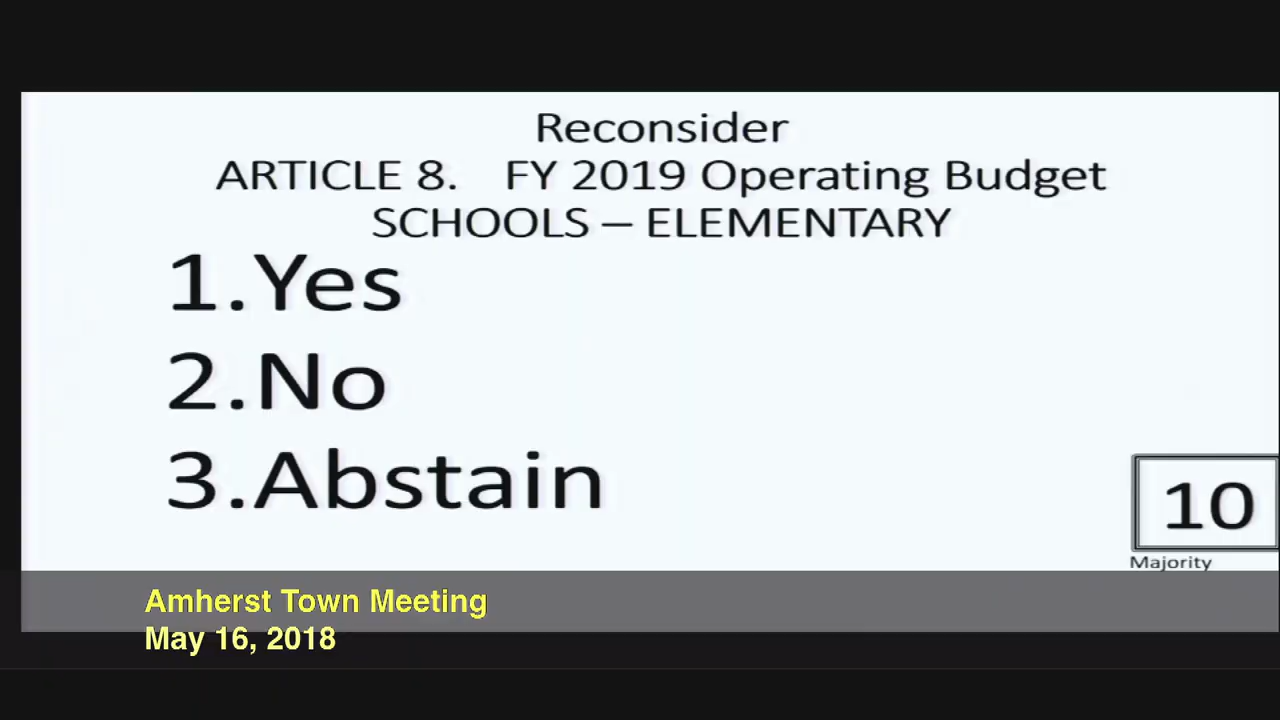 Reconsider
ARTICLE 8. FY 2019 Operating Budget
SCHOOLS – ELEMENTARY
1.Yes
2.No
3.Abstain
10
Majority
Amherst Town Meeting
May 16, 2018